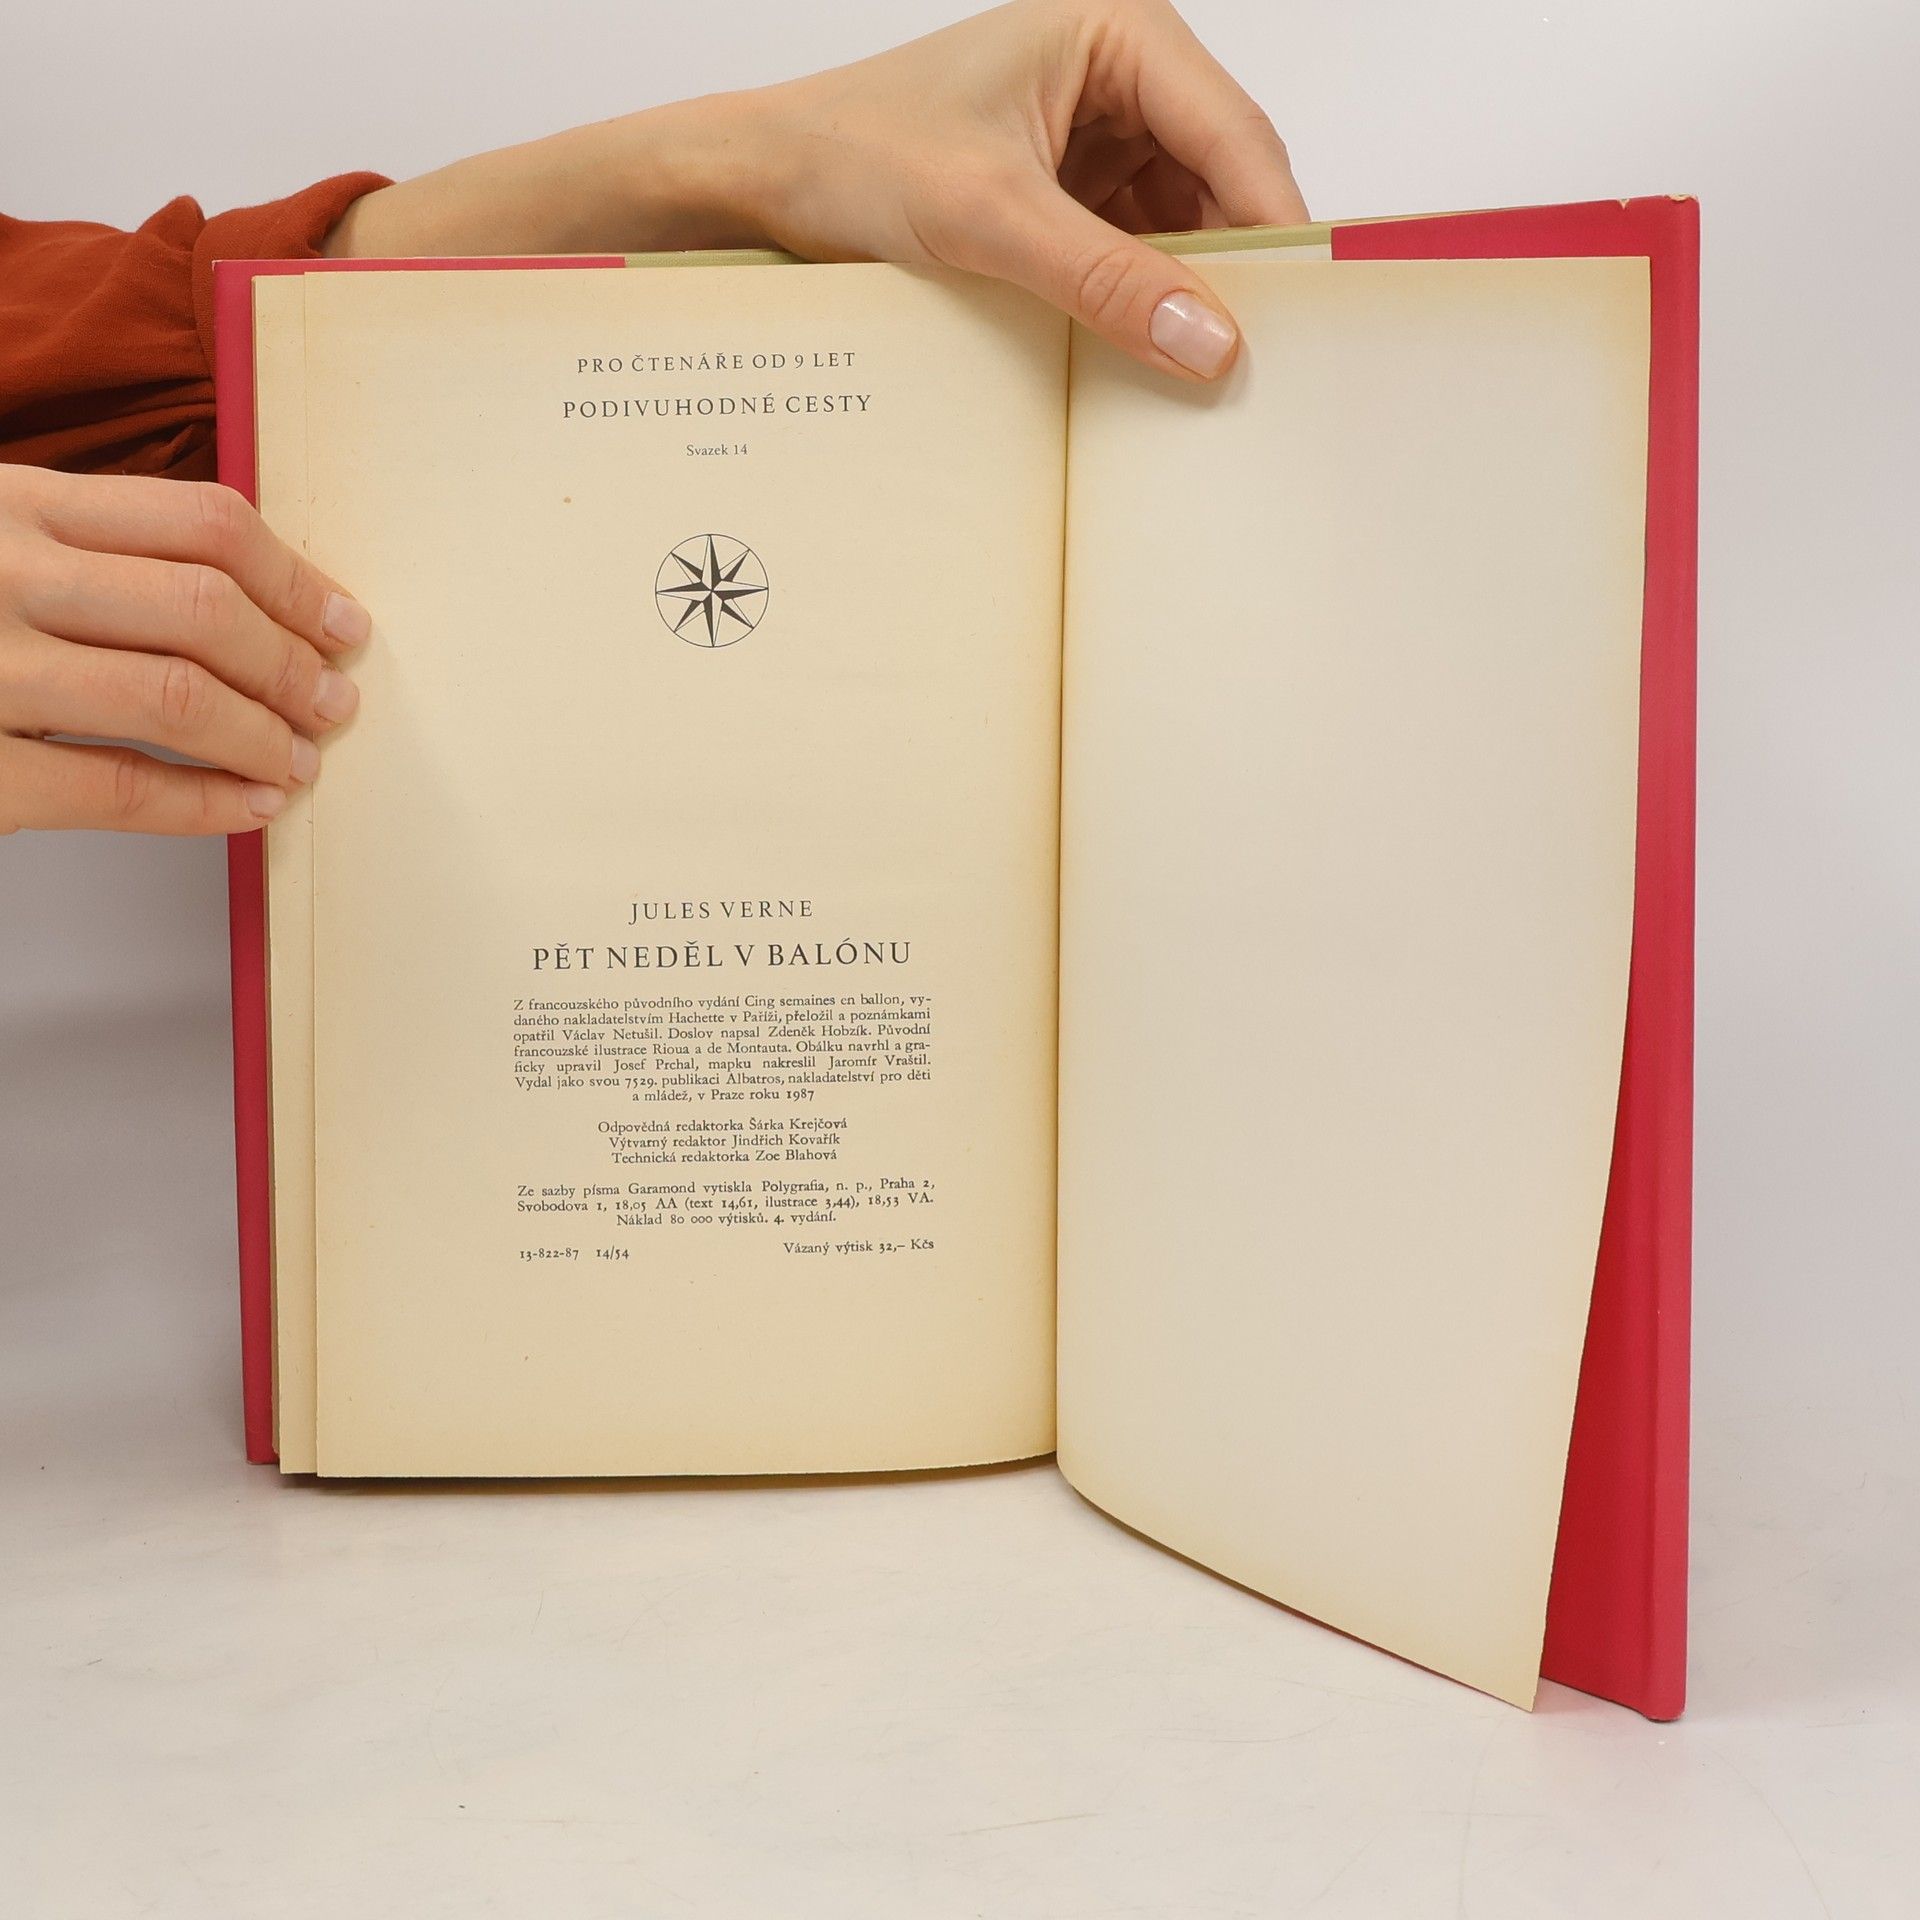 PRO ČTENÁŘE OD 9 LET
PODIVUHODNÉ CESTY
Svazek 14
JULES VERNE
PĚT NEDĚL V BALÓNU
Z francouzského původního vydání Cing semaines en ballon, vy-
daného nakladatelstvím Hachette v Paříži, přeložil a poznámkami
opatřil Václav Netušil. Doslov napsal Zdeněk Hobzík. Původní
francouzské ilustrace Rioua a de Montauta. Obálku navrhl a gra-
ficky upravil Josef Prchal, mapku nakreslil Jaromír Vraštil.
Vydal jako svou 7529. publikaci Albatros, nakladatelství pro děti
a mládež, v Praze roku 1987
Odpovědná redaktorka Šárka Krejčová
Výtvarný redaktor Jindřich Kovařík
Technická redaktorka Zoe Blahová
Ze sazby písma Garamond vytiskla Polygrafia, n. p., Praha 2,
Svobodova 1, 18,05 AA (text 14,61, ilustrace 3,44), 18,53 VA.
Náklad 80 000 výtisků. 4. vydání.
13-822-87 14/54 Vázaný výtisk 32,– Kčs